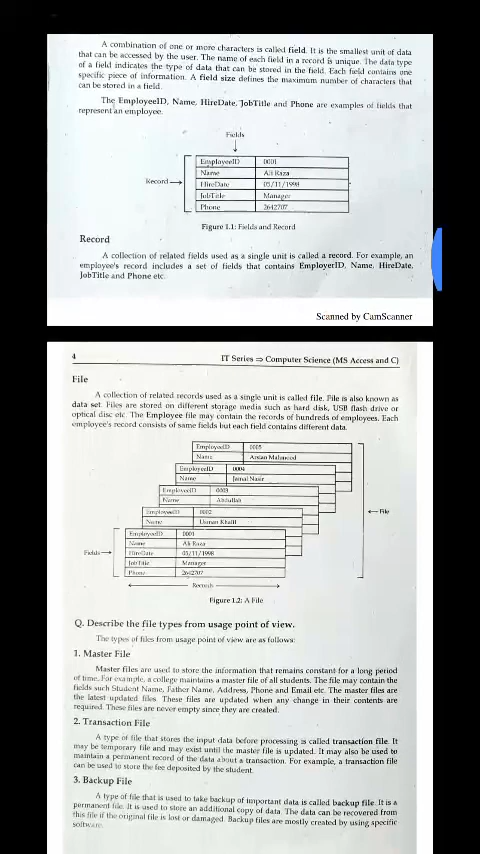 A combination of one or more characters is called field. It is the smallest unit of data
that can be accessed by the user. The name of each field in a record is unique. The data type
of a field indicates the type of data that can be stored in the field. Each field contains one
specific piece of information. A field size defines the maximum number of characters that
can be stored in a field.
The EmployeeID, Name, HireDate, JobTitle and Phone are examples of fields that
represent an employee.
Fields
EmployeeID 0001
Name Ali Raza
Record HireDate 05/11/1998
JobTitle Manager
Phone 2642707
Figure 1.1: Fields and Record
Record
A collection of related fields used as a single unit is called a record. For example, an
employee's record includes a set of fields that contains EmployerID, Name, HireDate,
JobTitle and Phone etc.
Scanned by CamScanner
4 IT Series ⇒ Computer Science (MS Access and C)
File
A collection of related records used as a single unit is called file. File is also known as
data set. Files are stored on different storage media such as hard disk, USB flash drive or
optical disc etc. The Employee file may contain the records of hundreds of employees. Each
employee's record consists of same fields but each field contains different data.
EmployeeID 0005
Name Arslan Mahmood
EmployeeID 0004
Name Jamal Nasir
EmployeeID 0003
Name Abdullah
EmployeeID 0002
Name Usman Khalil
File
EmployeeID 0001
Name Ali Raza
Fields HireDate 05/11/1998
JobTitle Manager
Phone 2642707
Records
Figure 1.2: A File
Q. Describe the file types from usage point of view.
The types of files from usage point of view are as follows:
1. Master File
Master files are used to store the information that remains constant for a long period
of time. For example, a college maintains a master file of all students. The file may contain the
fields such Student Name, Father Name, Address, Phone and Email etc. The master files are
the latest updated files. These files are updated when any change in their contents are
required. These files are never empty since they are created.
2. Transaction File
A type of file that stores the input data before processing is called transaction file. It
may be temporary file and may exist until the master file is updated. It may also be used to
maintain a permanent record of the data about a transaction. For example, a transaction file
can be used to store the fee deposited by the student.
3. Backup File
A type of file that is used to take backup of important data is called backup file. It is a
permanent file. It is used to store an additional copy of data. The data can be recovered from
this file if the original file is lost or damaged. Backup files are mostly created by using specific
software.